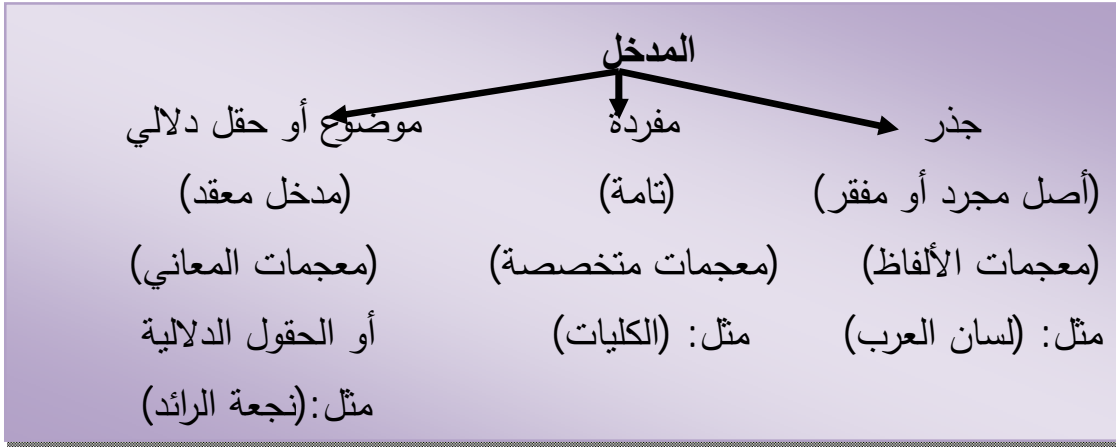 المدخل
جذر مفردة موضوع أو حقل دلالي
(أصل مجرد أو مفقر) (تامة) (مدخل معقد)
(معجمات الألفاظ) (معجمات متخصصة) (معجمات المعاني)
مثل: (لسان العرب) مثل: (الكليات) أو الحقول الدلالية
مثل:(نجعة الرائد)